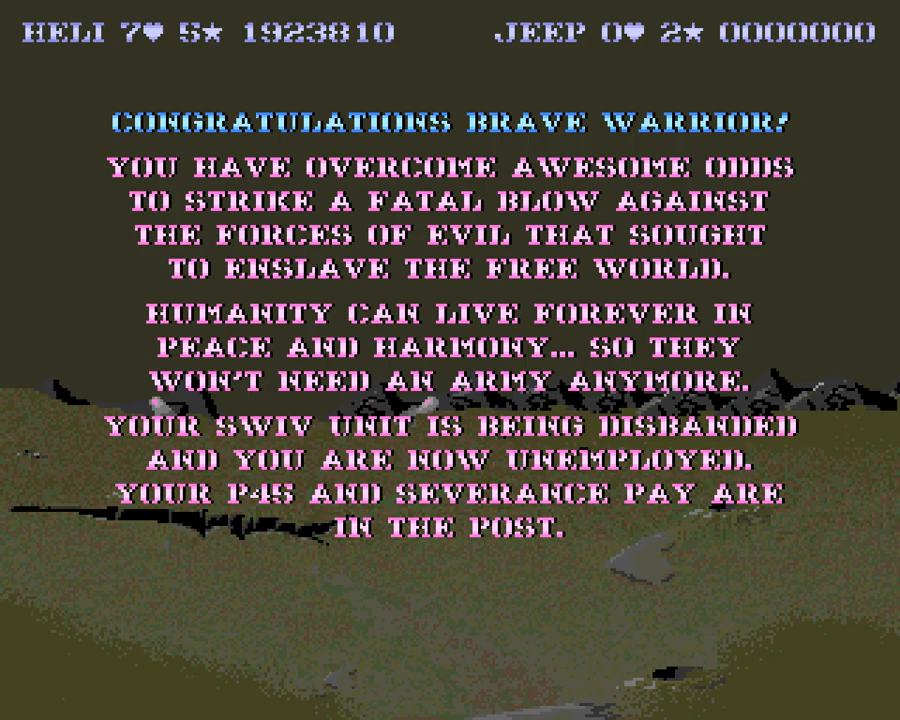 HELI 7♥ 5★ 1923810 JEEP 0♥ 2★ 0000000
CONGRATULATIONS BRAVE WARRIOR!
YOU HAVE OVERCOME AWESOME ODDS
TO STRIKE A FATAL BLOW AGAINST
THE FORCES OF EVIL THAT SOUGHT
TO ENSLAVE THE FREE WORLD.
HUMANITY CAN LIVE FOREVER IN
PEACE AND HARMONY... SO THEY
WON'T NEED AN ARMY ANYMORE.
YOUR SWIV UNIT IS BEING DISBANDED
AND YOU ARE NOW UNEMPLOYED.
YOUR P45 AND SEVERANCE PAY ARE
IN THE POST.